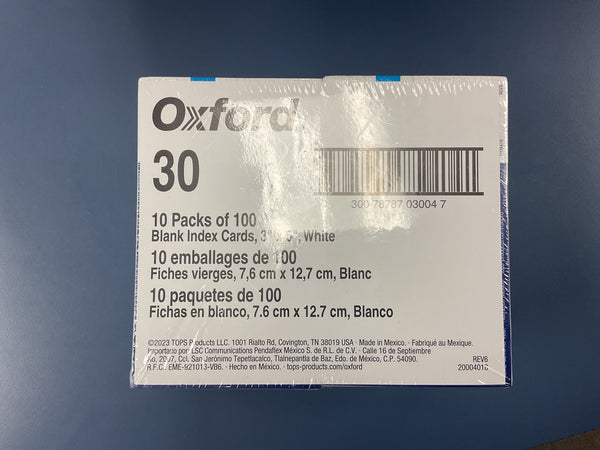 Oxford
30
300 78787 03004 7
10 Packs of 100
Blank Index Cards, 3" 5", White
10 emballages de 100
Fiches vierges, 7,6 cm x 12,7 cm, Blanc
10 paquetes de 100
Fichas en blanco, 7.6 cm x 12.7 cm, Blanco
©2023 TOPS Products LLC. 1001 Rialto Rd, Covington, TN 38019 USA · Made in Mexico. · Fabriqué au Mexique.
Importado por LSC Communications Pendaflex México S. de R.L. de C.V. · Calle 16 de Septiembre
No. 2097, Col. San Jerónimo Tepetlacalco, Tlalnepantla de Baz, Edo. de México, C.P. 54090.
R.F.C. EME-921013-VB6. · Hecho en México. · tops-products.com/oxford
REV6